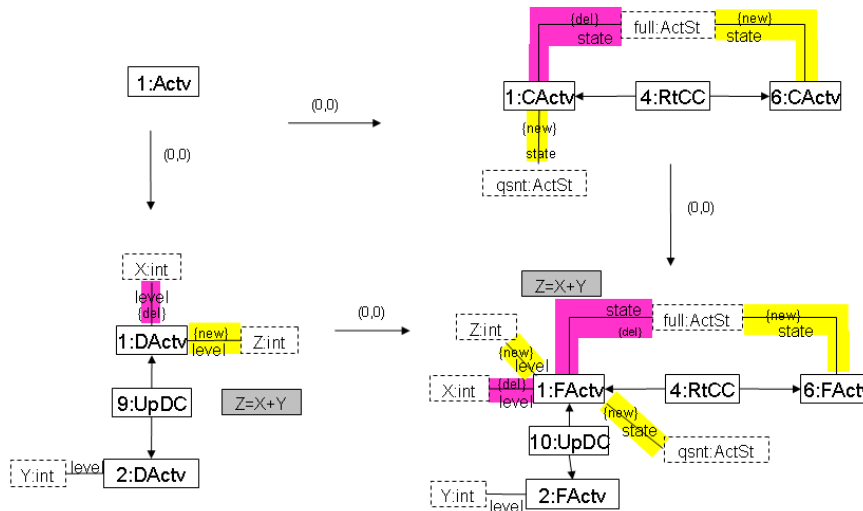 1:Actv
(0,0)
(0,0)
{del}
state
full:ActSt
{new}
state
1:CActv
4:RtCC
6:CActv
{new}
state
qsnt:ActSt
(0,0)
X:int
level
{del}
1:DActv
{new}
level
Z:int
9:UpDC
Z=X+Y
Y:int
level
2:DActv
(0,0)
Z=X+Y
state
{del}
full:ActSt
{new}
state
Z:int
{new}
level
X:int
{del}
level
1:FActv
4:RtCC
6:FActv
{new}
state
qsnt:ActSt
10:UpDC
Y:int
level
2:FActv